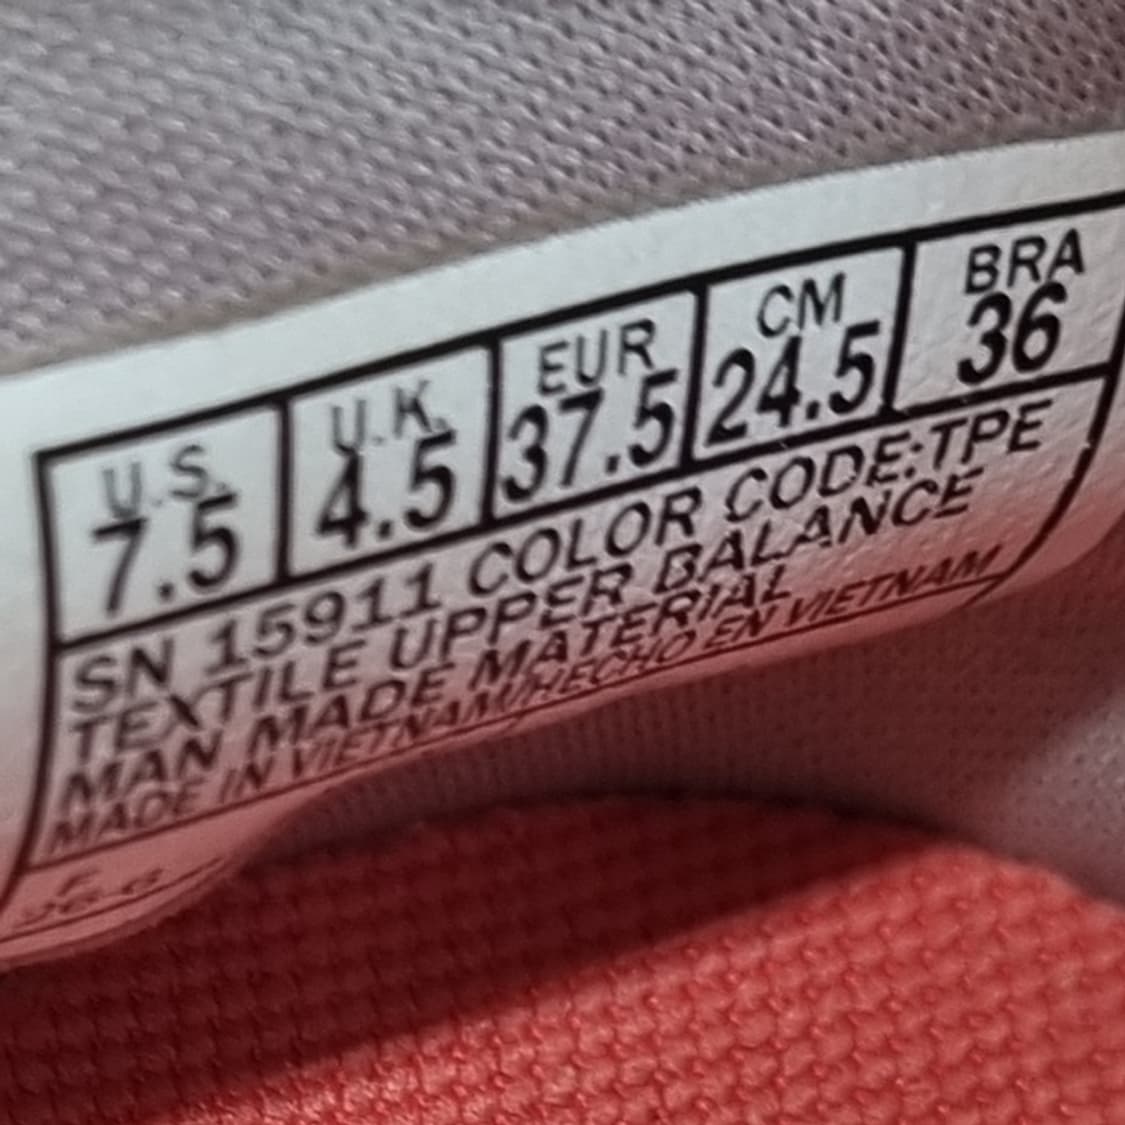 U.S. U.K. EUR CM BRA
7.5 4.5 37.5 24.5 36
SN 15911 COLOR CODE:TPE
TEXTILE UPPER BALANCE
MAN MADE MATERIAL
MADE IN VIETNAM/HECHO EN VIETNAM
F